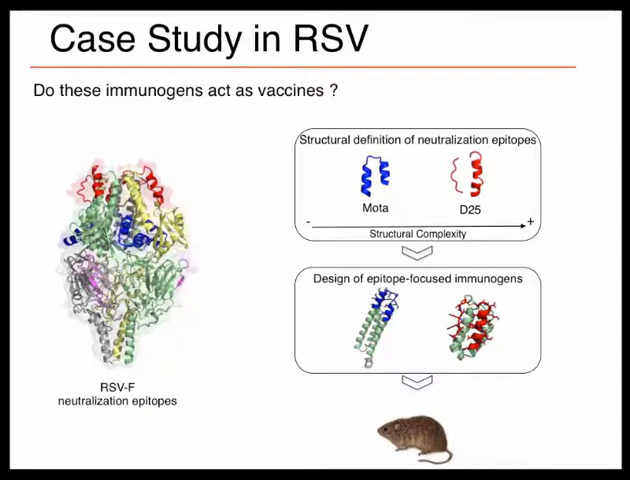 Case Study in RSV
Do these immunogens act as vaccines ?
Structural definition of neutralization epitopes
Mota
D25
- +
Structural Complexity
Design of epitope-focused immunogens
RSV-F
neutralization epitopes